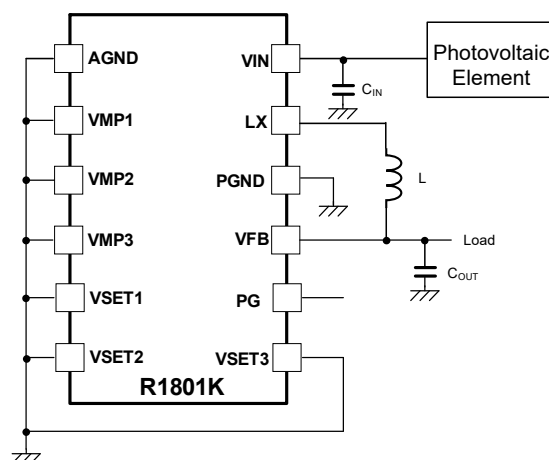 AGND
VMP1
VMP2
VMP3
VSET1
VSET2
VIN
LX
PGND
VFB
PG
VSET3
R1801K
CIN
Photovoltaic
Element
L
Load
COUT